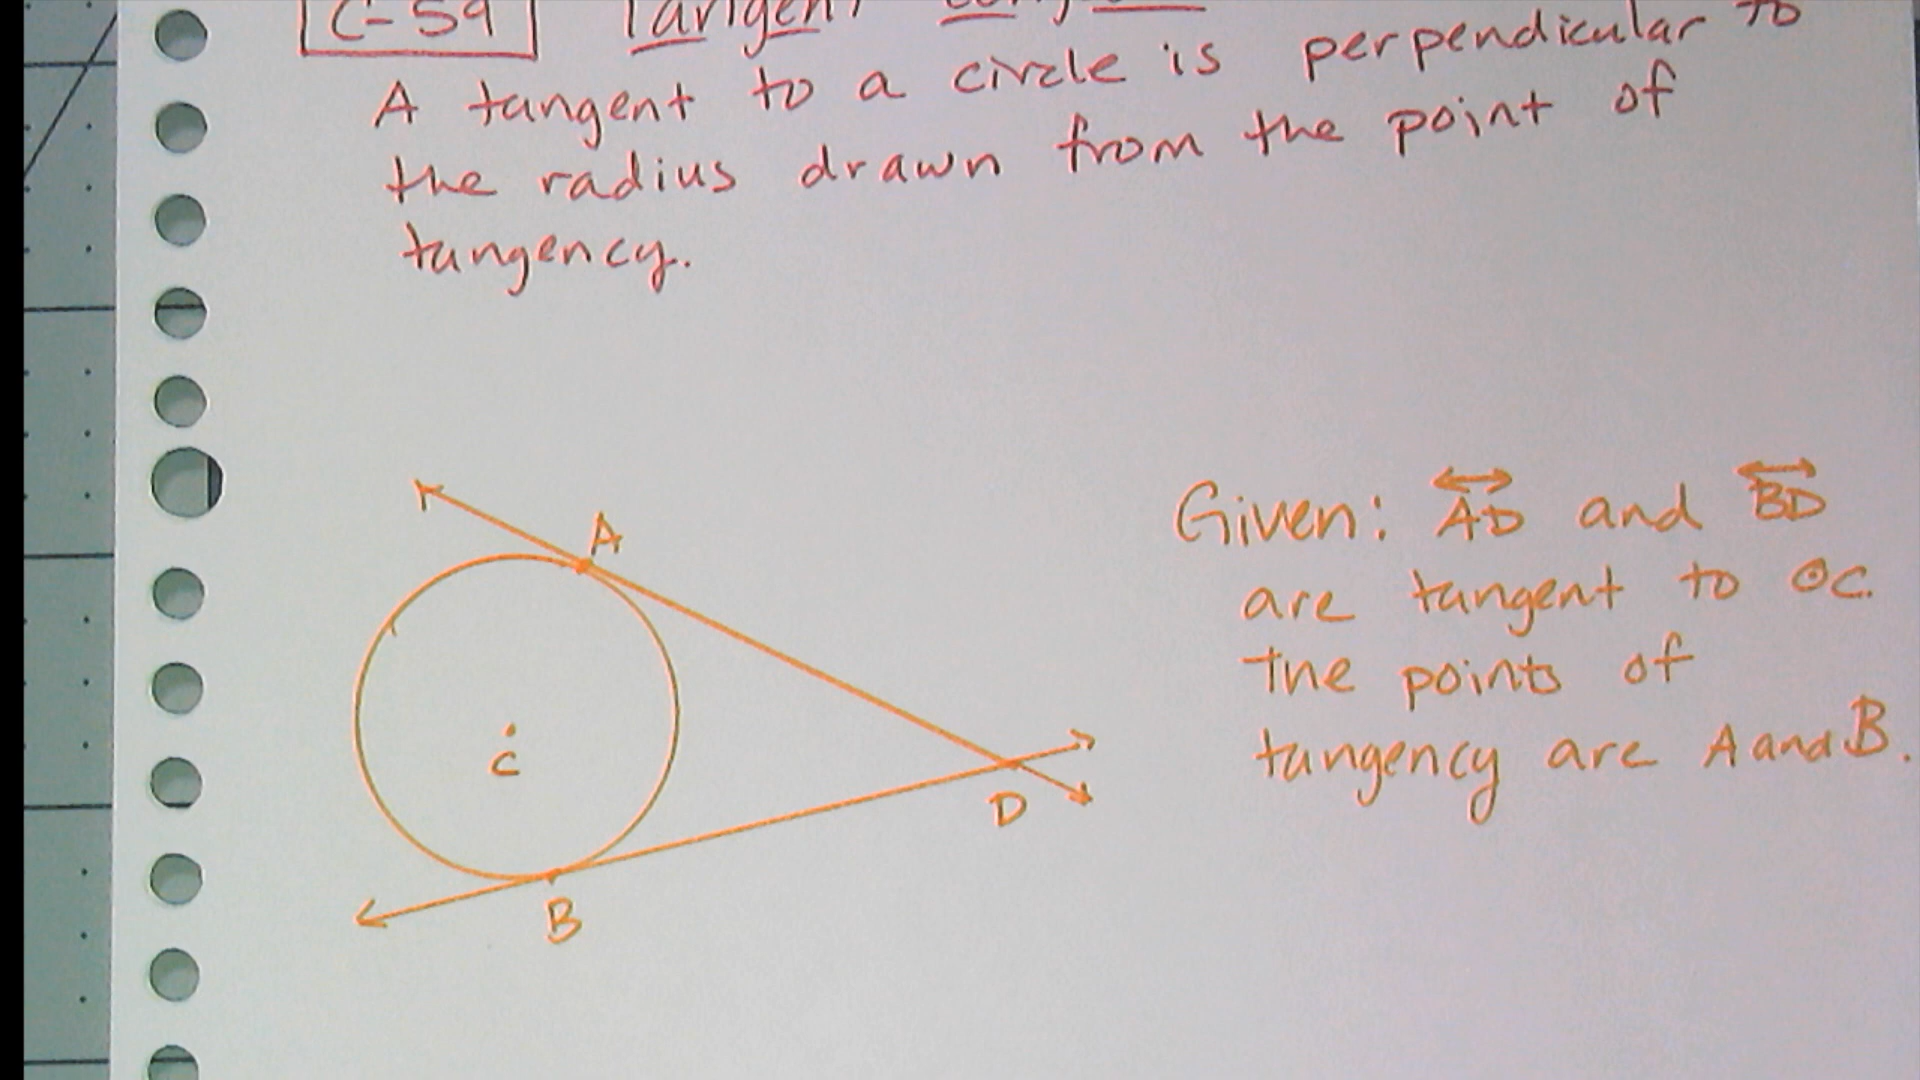 C-59 Tangent
A tangent to a circle is perpendicular to
the radius drawn from the point of
tangency.
A
Given: AD and BD
are tangent to ⊙C.
The points of
tangency are A and B.
C
D
B